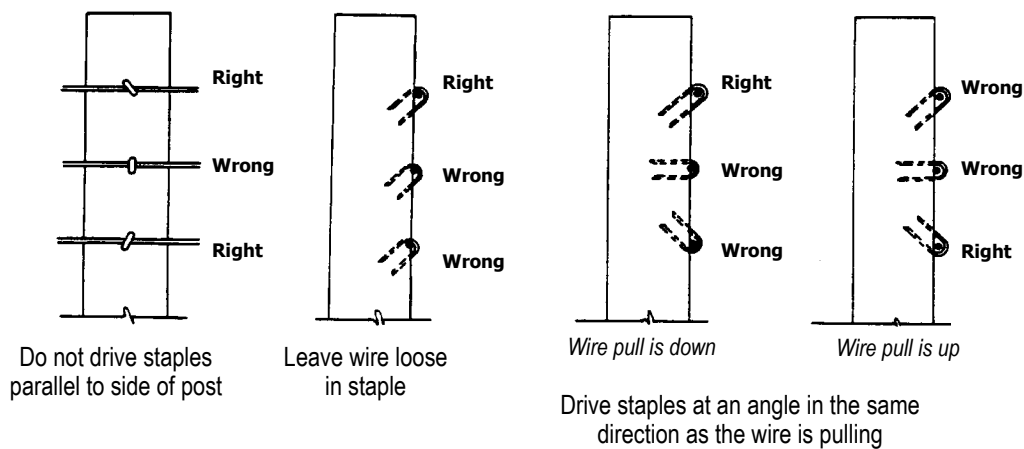 Right
Wrong
Right
Do not drive staples
parallel to side of post
Right
Wrong
Wrong
Leave wire loose
in staple
Right
Wrong
Wrong
Wire pull is down
Wrong
Wrong
Right
Wire pull is up
Drive staples at an angle in the same
direction as the wire is pulling